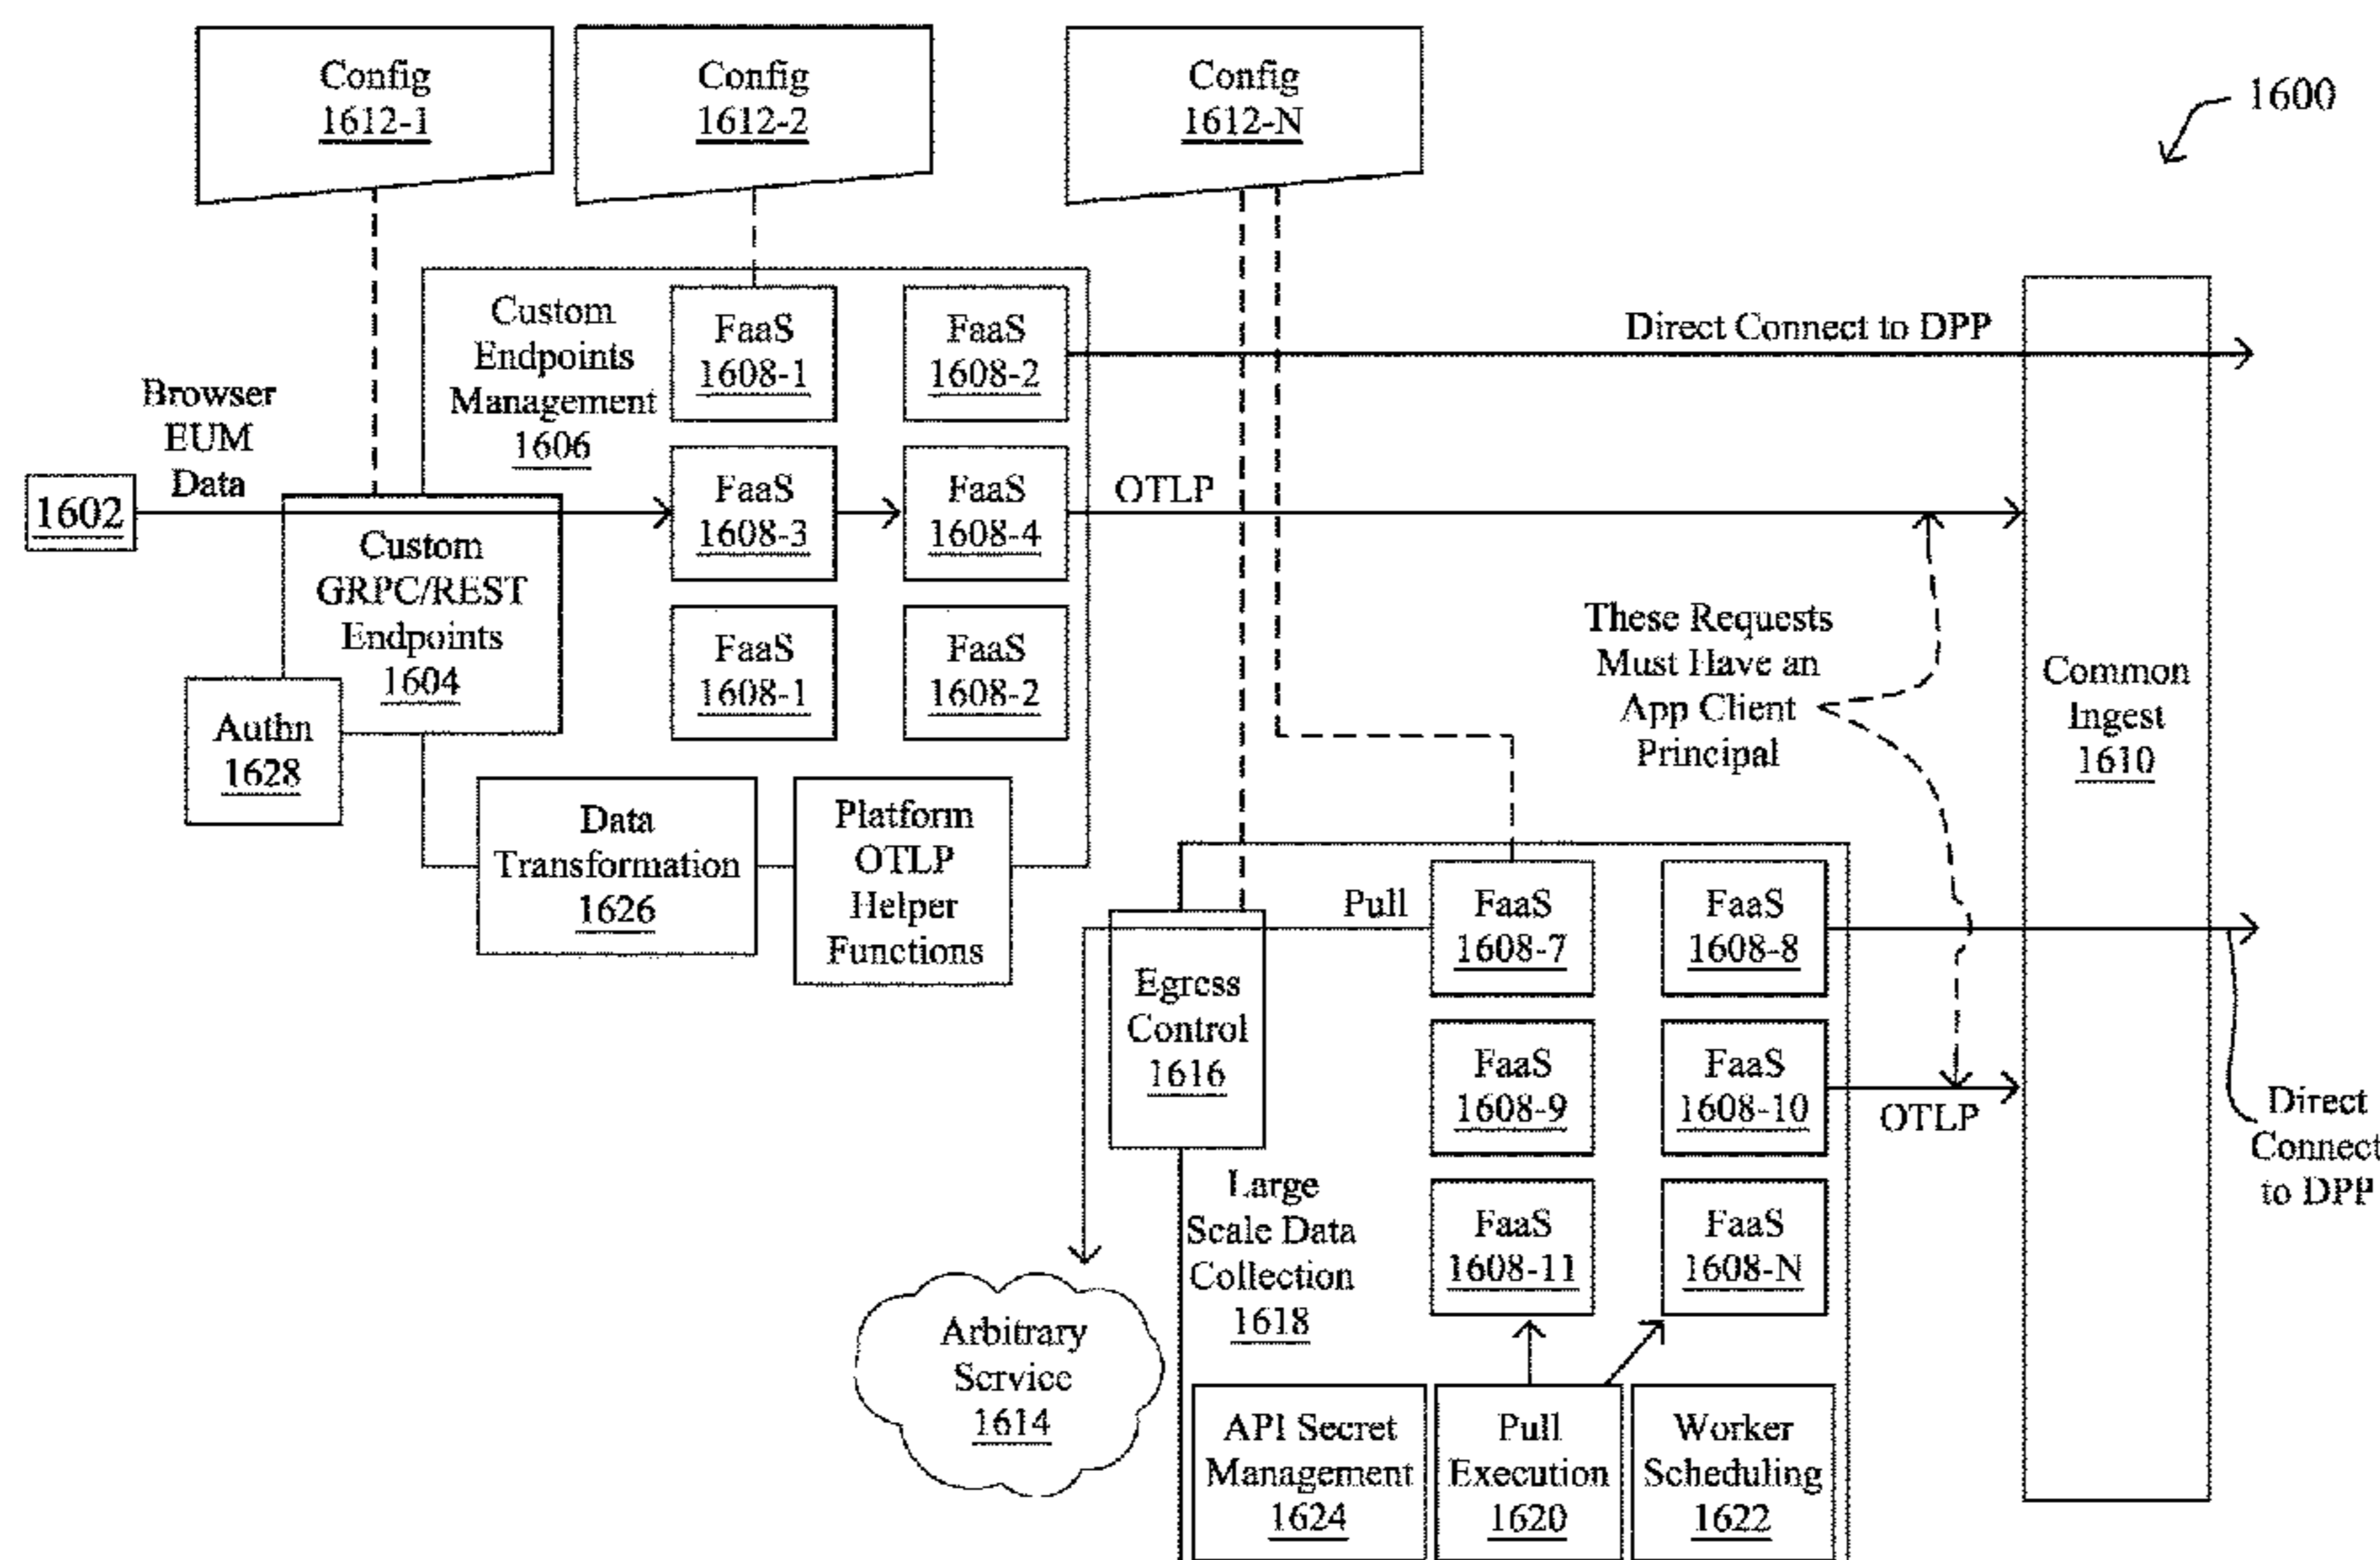 Config
1612-1
Config
1612-2
Config
1612-N
1600
Custom
Endpoints
Management
1606
FaaS
1608-1
FaaS
1608-2
Direct Connect to DPP
Browser
EUM
Data
1602
FaaS
1608-3
FaaS
1608-4
OTLP
Custom
GRPC/REST
Endpoints
1604
FaaS
1608-1
FaaS
1608-2
These Requests
Must Have an
App Client
Principal
Common
Ingest
1610
Authn
1628
Data
Transformation
1626
Platform
OTLP
Helper
Functions
Pull
FaaS
1608-7
FaaS
1608-8
Egress
Control
1616
FaaS
1608-9
FaaS
1608-10
OTLP
Direct
Connect
to DPP
Large
Scale Data
Collection
1618
FaaS
1608-11
FaaS
1608-N
Arbitrary
Service
1614
API Secret
Management
1624
Pull
Execution
1620
Worker
Scheduling
1622